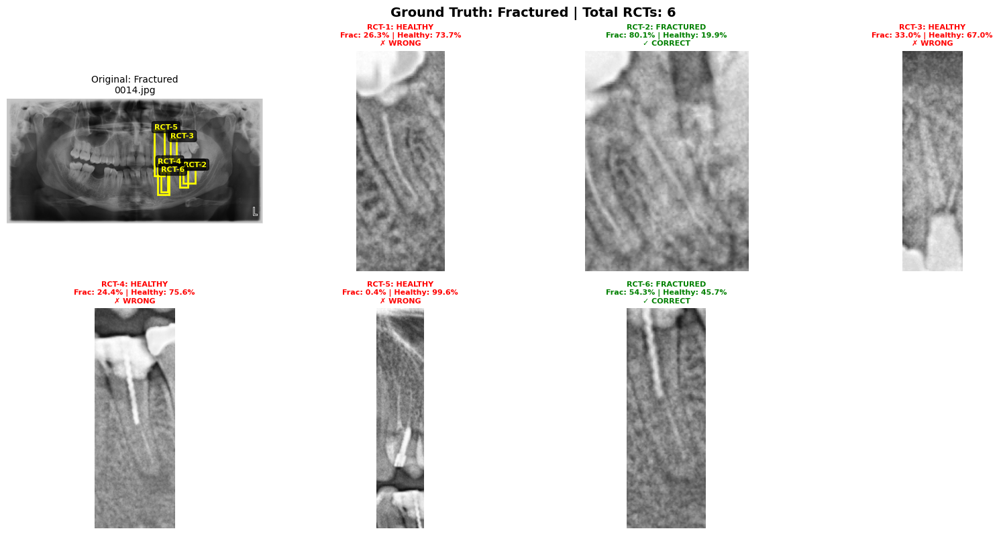 Ground Truth: Fractured | Total RCTs: 6
Original: Fractured
0014.jpg
RCT-5
RCT-3
RCT-4
RCT-2
RCT-6
L
RCT-1: HEALTHY
Frac: 26.3% | Healthy: 73.7%
✗ WRONG
RCT-2: FRACTURED
Frac: 80.1% | Healthy: 19.9%
✓ CORRECT
RCT-3: HEALTHY
Frac: 33.0% | Healthy: 67.0%
✗ WRONG
RCT-4: HEALTHY
Frac: 24.4% | Healthy: 75.6%
✗ WRONG
RCT-5: HEALTHY
Frac: 0.4% | Healthy: 99.6%
✗ WRONG
RCT-6: FRACTURED
Frac: 54.3% | Healthy: 45.7%
✓ CORRECT